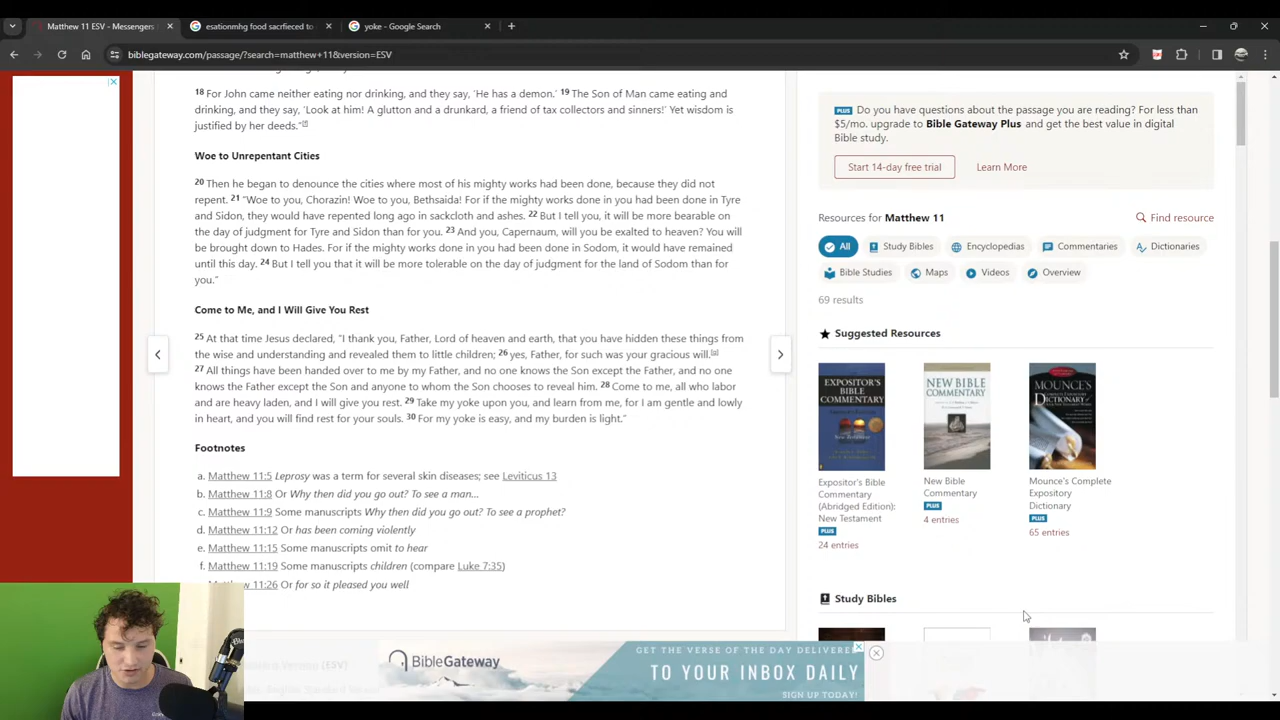 Matthew 11 ESV - Messengers
esationmhg food sacrfieced to
yoke - Google Search
biblegateway.com/passage/?search=matthew+11&version=ESV
18 For John came neither eating nor drinking, and they say, 'He has a demon.' 19 The Son of Man came eating and
drinking, and they say, 'Look at him! A glutton and a drunkard, a friend of tax collectors and sinners!' Yet wisdom is
justified by her deeds."[f]
Woe to Unrepentant Cities
20 Then he began to denounce the cities where most of his mighty works had been done, because they did not
repent. 21 "Woe to you, Chorazin! Woe to you, Bethsaida! For if the mighty works done in you had been done in Tyre
and Sidon, they would have repented long ago in sackcloth and ashes. 22 But I tell you, it will be more bearable on
the day of judgment for Tyre and Sidon than for you. 23 And you, Capernaum, will you be exalted to heaven? You will
be brought down to Hades. For if the mighty works done in you had been done in Sodom, it would have remained
until this day. 24 But I tell you that it will be more tolerable on the day of judgment for the land of Sodom than for
you."
Come to Me, and I Will Give You Rest
25 At that time Jesus declared, "I thank you, Father, Lord of heaven and earth, that you have hidden these things from
the wise and understanding and revealed them to little children; 26 yes, Father, for such was your gracious will.[g]
27 All things have been handed over to me by my Father, and no one knows the Son except the Father, and no one
knows the Father except the Son and anyone to whom the Son chooses to reveal him. 28 Come to me, all who labor
and are heavy laden, and I will give you rest. 29 Take my yoke upon you, and learn from me, for I am gentle and lowly
in heart, and you will find rest for your souls. 30 For my yoke is easy, and my burden is light."
Footnotes
a. Matthew 11:5 Leprosy was a term for several skin diseases; see Leviticus 13
b. Matthew 11:8 Or Why then did you go out? To see a man...
c. Matthew 11:9 Some manuscripts Why then did you go out? To see a prophet?
d. Matthew 11:12 Or has been coming violently
e. Matthew 11:15 Some manuscripts omit to hear
f. Matthew 11:19 Some manuscripts children (compare Luke 7:35)
11:26 Or for so it pleased you well
PLUS Do you have questions about the passage you are reading? For less than
$5/mo. upgrade to Bible Gateway Plus and get the best value in digital
Bible study.
Start 14-day free trial
Learn More
Resources for Matthew 11
Find resource
All
Study Bibles
Encyclopedias
Commentaries
Dictionaries
Bible Studies
Maps
Videos
Overview
69 results
Suggested Resources
EXPOSITOR'S
BIBLE
COMMENTARY
NEW BIBLE
COMMENTARY
MOUNCE'S
DICTIONARY
Expositor's Bible
Commentary
(Abridged Edition):
New Testament
PLUS
24 entries
New Bible
Commentary
PLUS
4 entries
Mounce's Complete
Expository
Dictionary
PLUS
65 entries
Study Bibles
BibleGateway
GET THE VERSE OF THE DAY DELIVERED
TO YOUR INBOX DAILY
SIGN UP TODAY!
(ESV)